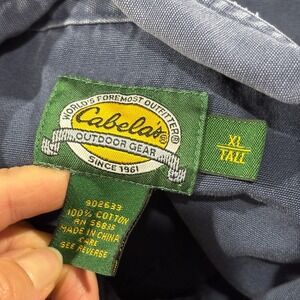 WORLD'S FOREMOST OUTFITTER®
Cabela's
OUTDOOR GEAR
SINCE 1961
XL
TALL
902633
100% COTTON
RN 56835
MADE IN CHINA
CARE
SEE REVERSE